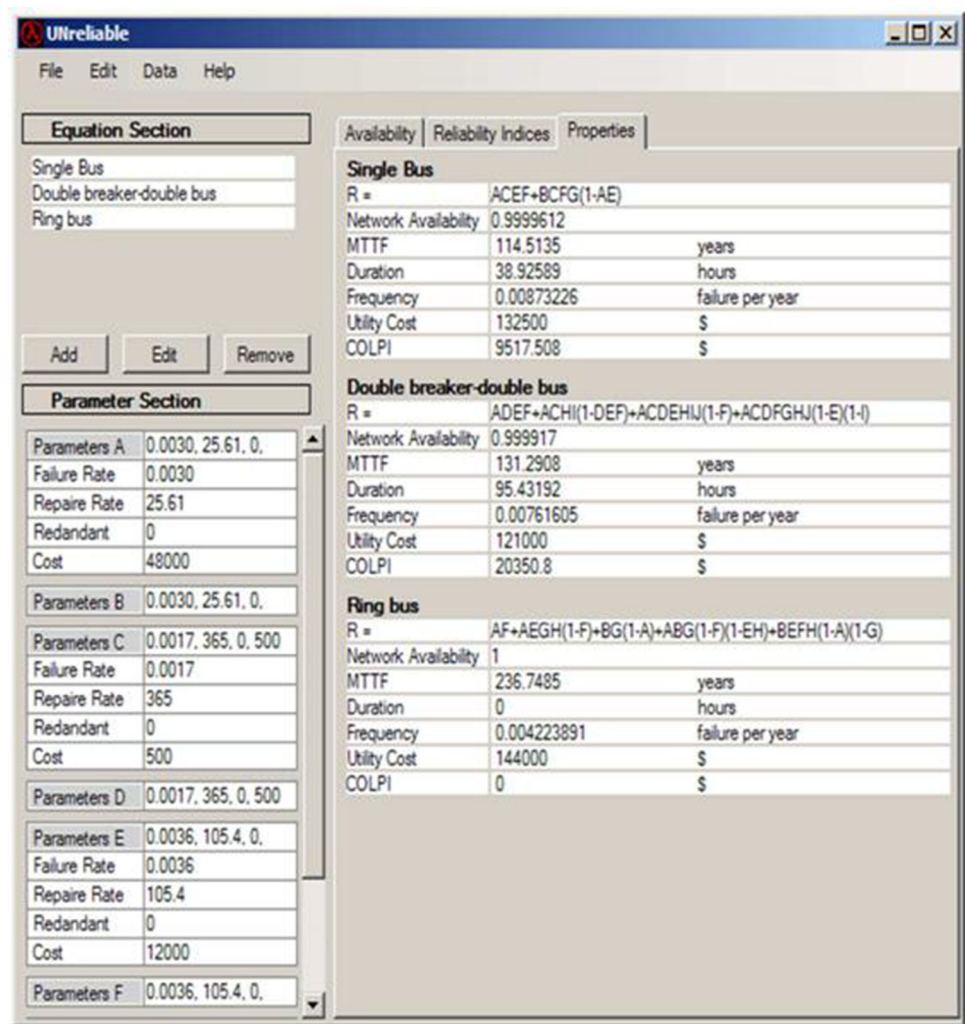 UNreliable
File Edit Data Help
Equation Section
Single Bus
Double breaker-double bus
Ring bus
Add Edit Remove
Parameter Section
Parameters A 0.0030, 25.61, 0,
Failure Rate 0.0030
Repaire Rate 25.61
Redandant 0
Cost 48000
Parameters B 0.0030, 25.61, 0,
Parameters C 0.0017, 365, 0, 500
Failure Rate 0.0017
Repaire Rate 365
Redandant 0
Cost 500
Parameters D 0.0017, 365, 0, 500
Parameters E 0.0036, 105.4, 0,
Failure Rate 0.0036
Repaire Rate 105.4
Redandant 0
Cost 12000
Parameters F 0.0036, 105.4, 0,
Availability Reliability Indices Properties
Single Bus
R = ACEF+BCFG(1-AE)
Network Availability 0.9999612
MTTF 114.5135 years
Duration 38.92589 hours
Frequency 0.00873226 failure per year
Utility Cost 132500 $
COLPI 9517.508 $
Double breaker-double bus
R = ADEF+ACHI(1-DEF)+ACDEHIJ(1-F)+ACDFGHJ(1-E)(1-I)
Network Availability 0.999917
MTTF 131.2908 years
Duration 95.43192 hours
Frequency 0.00761605 failure per year
Utility Cost 121000 $
COLPI 20350.8 $
Ring bus
R = AF+AEGH(1-F)+BG(1-A)+ABG(1-F)(1-EH)+BEFH(1-A)(1-G)
Network Availability 1
MTTF 236.7485 years
Duration 0 hours
Frequency 0.004223891 failure per year
Utility Cost 144000 $
COLPI 0 $